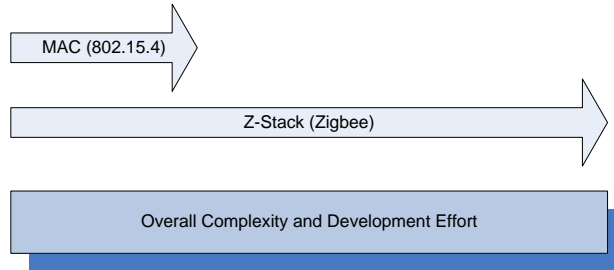 MAC (802.15.4)
Z-Stack (Zigbee)
Overall Complexity and Development Effort